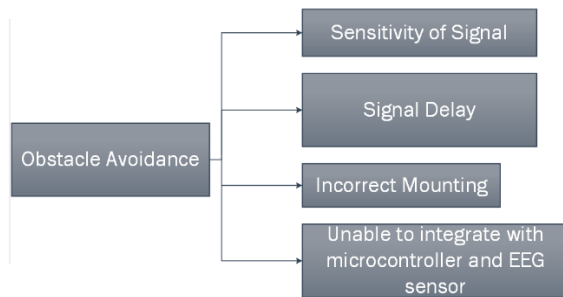 Sensitivity of Signal
Signal Delay
Obstacle Avoidance
Incorrect Mounting
Unable to integrate with
microcontroller and EEG
sensor